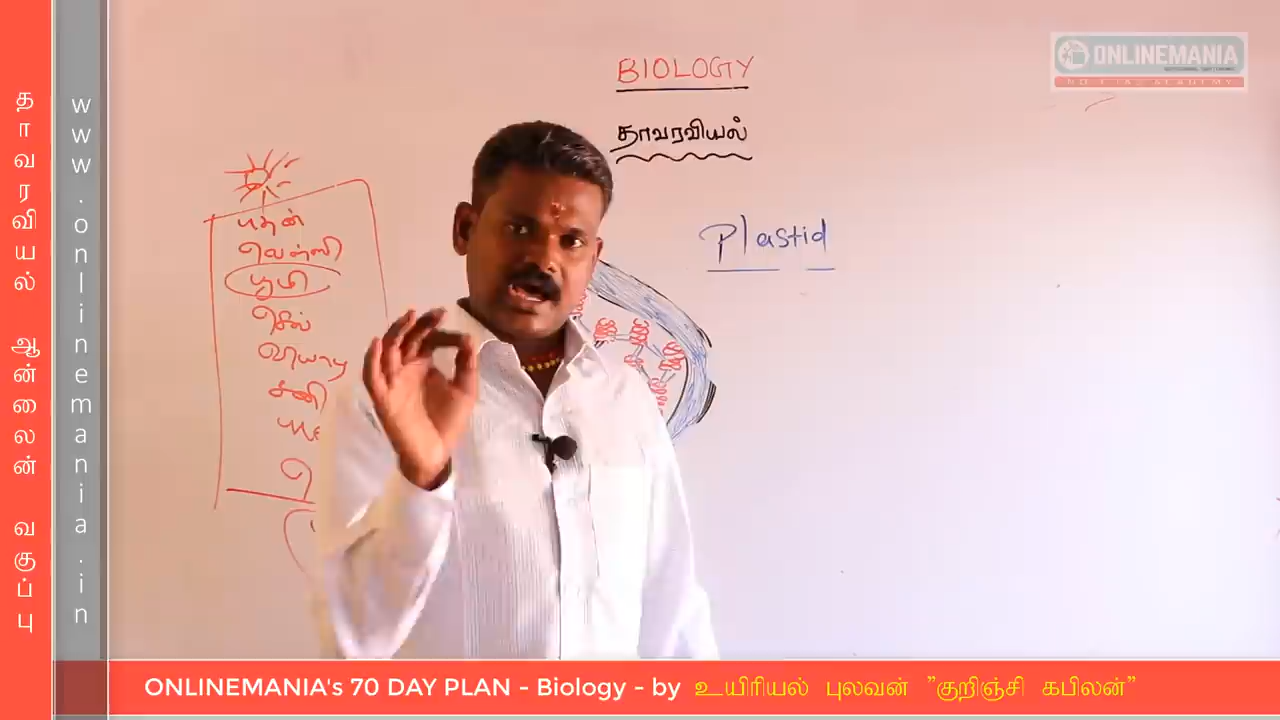 தாவரவியல் ஆன்லைன் வகுப்பு
www.onlinemania.in
ONLINEMANIA
BIOLOGY
தாவரவியல்
Plastid
புதன்
வெள்ளி
பூமி
செவ்
வியாழ
சனி
ONLINEMANIA's 70 DAY PLAN - Biology - by உயிரியல் புலவன் "குறிஞ்சி கபிலன்"